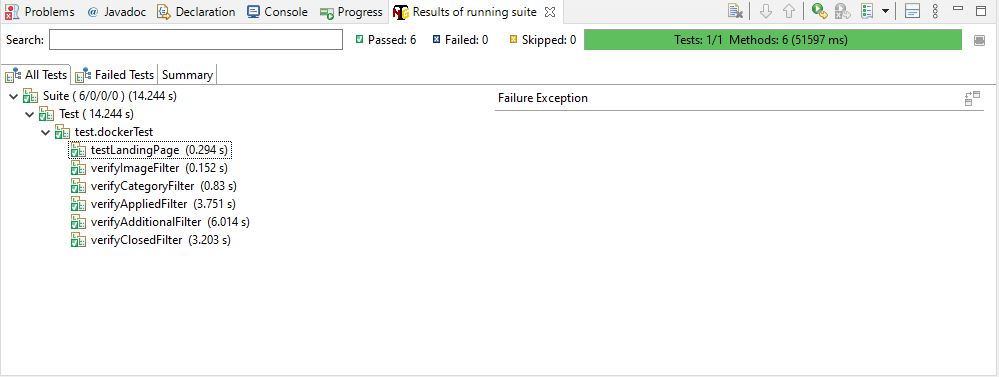 Problems @ Javadoc Declaration Console Progress Results of running suite
Search: Passed: 6 Failed: 0 Skipped: 0 Tests: 1/1 Methods: 6 (51597 ms)
All Tests Failed Tests Summary
Suite ( 6/0/0/0 ) (14.244 s) Failure Exception
Test ( 14.244 s)
test.dockerTest
testLandingPage (0.294 s)
verifyImageFilter (0.152 s)
verifyCategoryFilter (0.83 s)
verifyAppliedFilter (3.751 s)
verifyAdditionalFilter (6.014 s)
verifyClosedFilter (3.203 s)